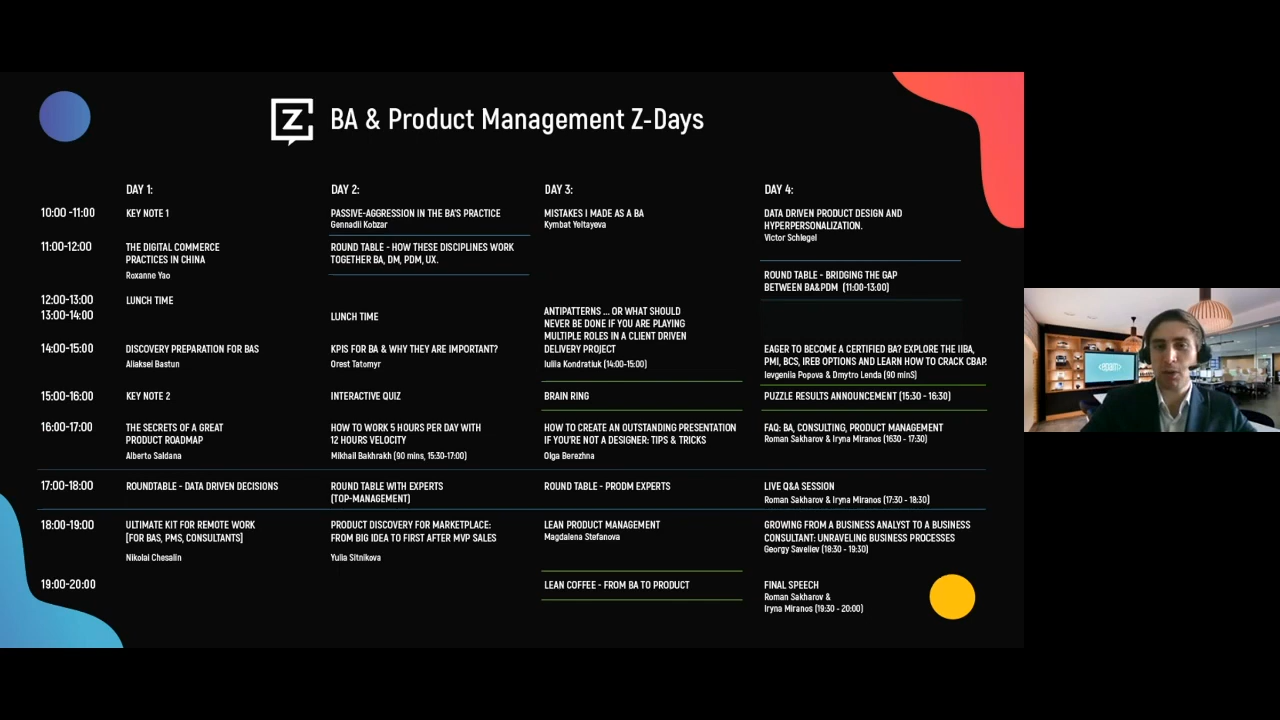 Z
BA & Product Management Z-Days
DAY 1:
DAY 2:
DAY 3:
DAY 4:
10:00 -11:00
KEY NOTE 1
PASSIVE-AGGRESSION IN THE BA'S PRACTICE
Gennadii Kobzar
MISTAKES I MADE AS A BA
Kymbat Yeltayeva
DATA DRIVEN PRODUCT DESIGN AND
HYPERPERSONALIZATION.
Victor Schlegel
11:00-12:00
THE DIGITAL COMMERCE
PRACTICES IN CHINA
Roxanne Yao
ROUND TABLE - HOW THESE DISCIPLINES WORK
TOGETHER BA, DM, PDM, UX.
ROUND TABLE - BRIDGING THE GAP
BETWEEN BA&PDM (11:00-13:00)
12:00-13:00
LUNCH TIME
13:00-14:00
LUNCH TIME
ANTIPATTERNS ... OR WHAT SHOULD
NEVER BE DONE IF YOU ARE PLAYING
MULTIPLE ROLES IN A CLIENT DRIVEN
DELIVERY PROJECT
Iuliia Kondratiuk (14:00-15:00)
14:00-15:00
DISCOVERY PREPARATION FOR BAS
Aliaksei Bastun
KPIS FOR BA & WHY THEY ARE IMPORTANT?
Orest Tatomyr
EAGER TO BECOME A CERTIFIED BA? EXPLORE THE IIBA,
PMI, BCS, IREB OPTIONS AND LEARN HOW TO CRACK CBAP.
Ievgeniia Popova & Dmytro Lenda (90 minS)
15:00-16:00
KEY NOTE 2
INTERACTIVE QUIZ
BRAIN RING
PUZZLE RESULTS ANNOUNCEMENT (15:30 - 16:30)
16:00-17:00
THE SECRETS OF A GREAT
PRODUCT ROADMAP
Alberto Saldana
HOW TO WORK 5 HOURS PER DAY WITH
12 HOURS VELOCITY
Mikhail Bakhrakh (90 mins, 15:30-17:00)
HOW TO CREATE AN OUTSTANDING PRESENTATION
IF YOU'RE NOT A DESIGNER: TIPS & TRICKS
Olga Berezhna
FAQ: BA, CONSULTING, PRODUCT MANAGEMENT
Roman Sakharov & Iryna Miranos (1630 - 17:30)
17:00-18:00
ROUNDTABLE - DATA DRIVEN DECISIONS
ROUND TABLE WITH EXPERTS
(TOP-MANAGEMENT)
ROUND TABLE - PRODM EXPERTS
LIVE Q&A SESSION
Roman Sakharov & Iryna Miranos (17:30 - 18:30)
18:00-19:00
ULTIMATE KIT FOR REMOTE WORK
[FOR BAS, PMS, CONSULTANTS]
Nikolai Chesalin
PRODUCT DISCOVERY FOR MARKETPLACE:
FROM BIG IDEA TO FIRST AFTER MVP SALES
Yulia Sitnikova
LEAN PRODUCT MANAGEMENT
Magdalena Stefanova
GROWING FROM A BUSINESS ANALYST TO A BUSINESS
CONSULTANT: UNRAVELING BUSINESS PROCESSES
Georgy Saveliev (18:30 - 19:30)
19:00-20:00
LEAN COFFEE - FROM BA TO PRODUCT
FINAL SPEECH
Roman Sakharov &
Iryna Miranos (19:30 - 20:00)